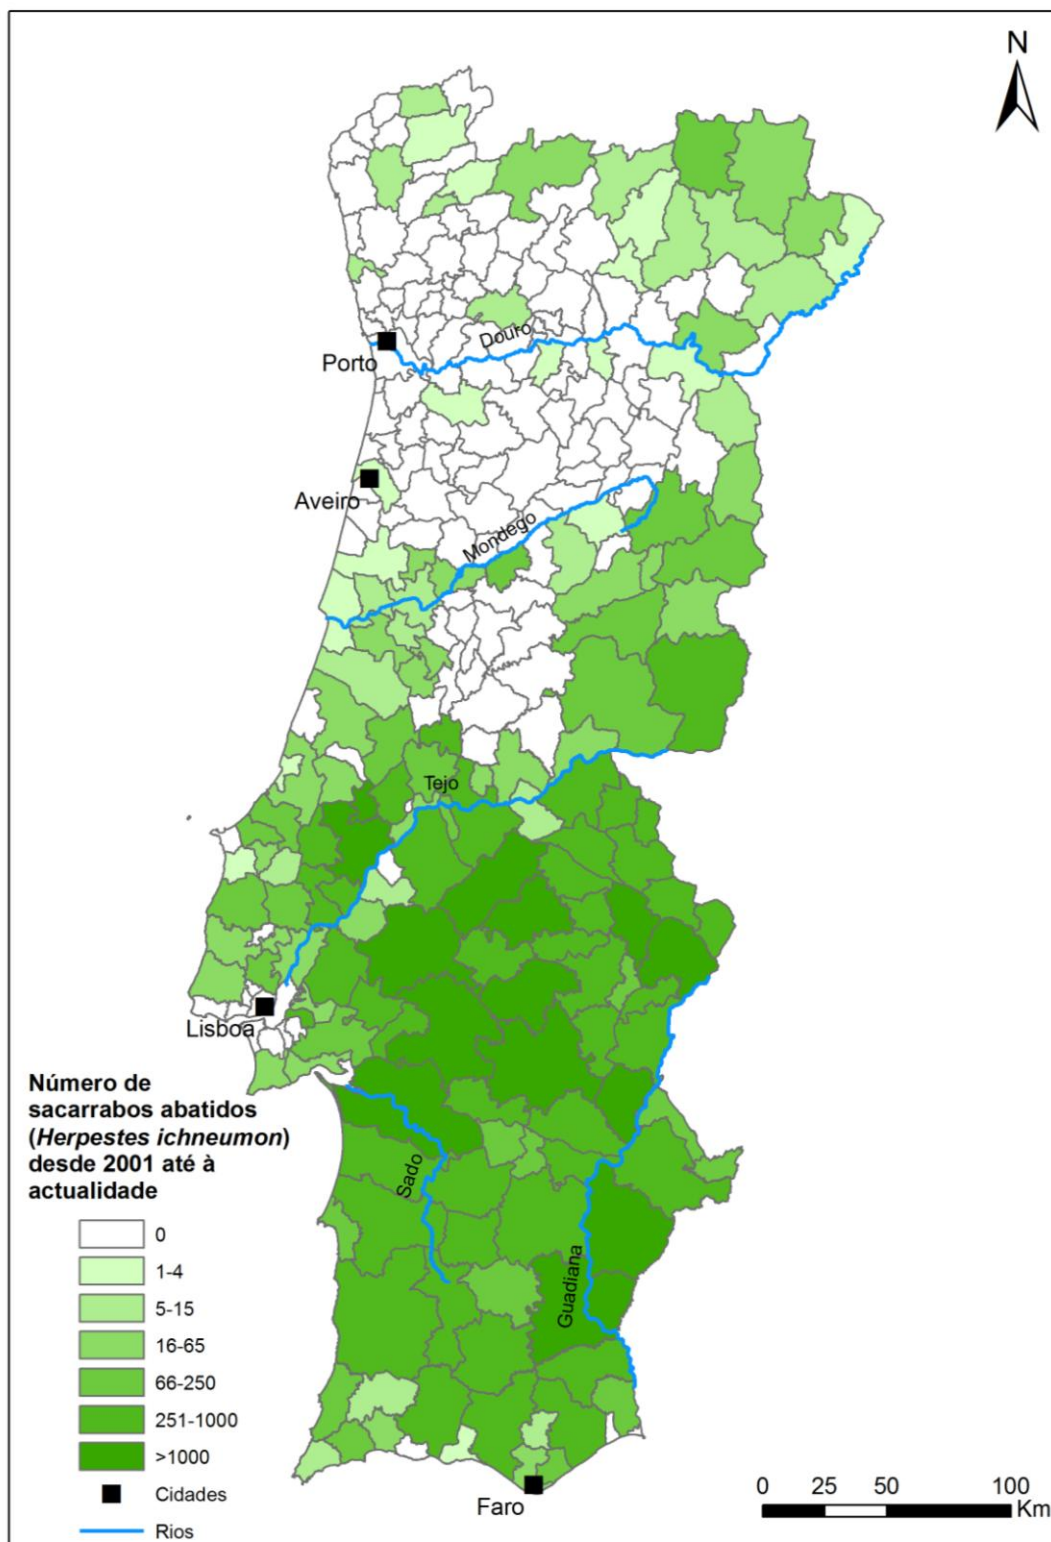 N
Douro
Porto
Aveiro
Mondego
Tejo
Lisboa
Número de
sacarrabos abatidos
(Herpestes ichneumon)
desde 2001 até à
actualidade
0
1-4
5-15
16-65
66-250
251-1000
>1000
Cidades
Rios
Sado
Guadiana
Faro
0 25 50 100
Km